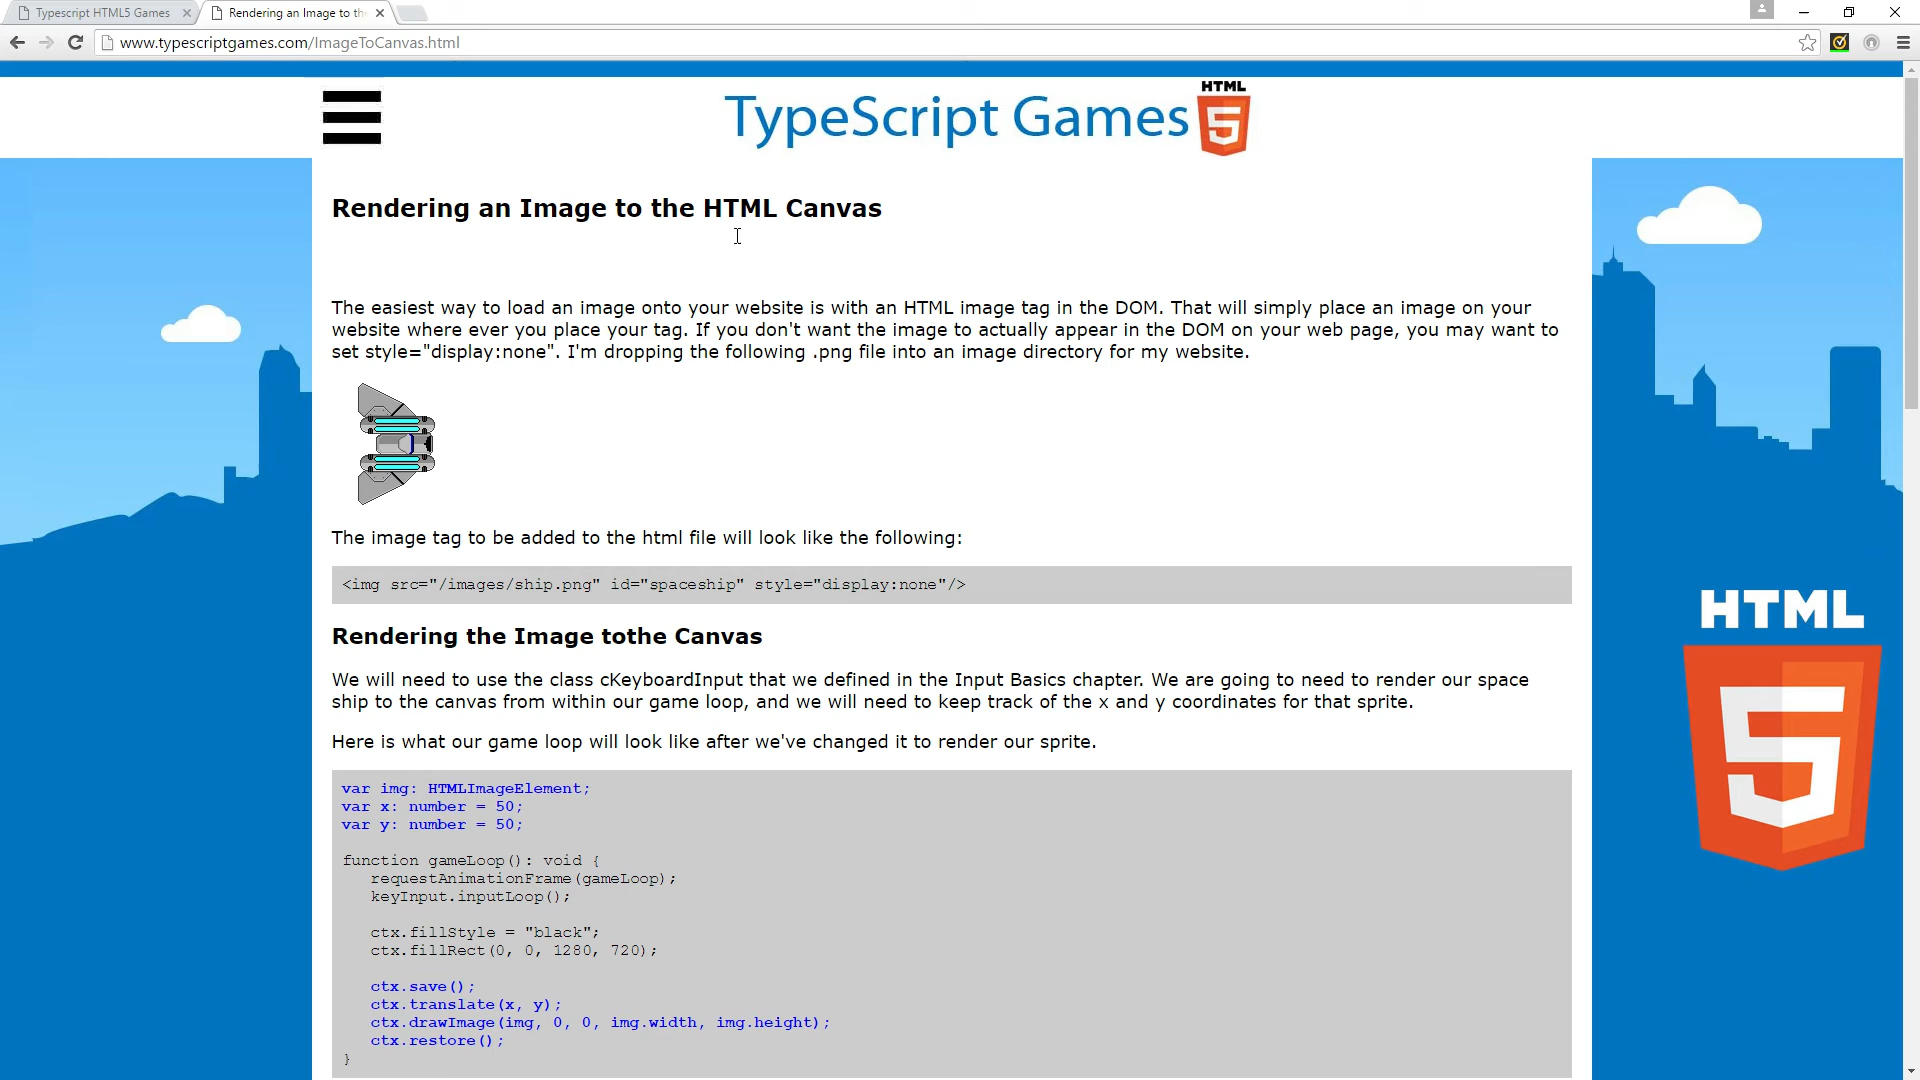 Typescript HTML5 Games
Rendering an Image to th
www.typescriptgames.com/ImageToCanvas.html
TypeScript Games
HTML
5
Rendering an Image to the HTML Canvas
The easiest way to load an image onto your website is with an HTML image tag in the DOM. That will simply place an image on your
website where ever you place your tag. If you don't want the image to actually appear in the DOM on your web page, you may want to
set style="display:none". I'm dropping the following .png file into an image directory for my website.
The image tag to be added to the html file will look like the following:
<img src="/images/ship.png" id="spaceship" style="display:none"/>
Rendering the Image tothe Canvas
We will need to use the class cKeyboardInput that we defined in the Input Basics chapter. We are going to need to render our space
ship to the canvas from within our game loop, and we will need to keep track of the x and y coordinates for that sprite.
Here is what our game loop will look like after we've changed it to render our sprite.
var img: HTMLImageElement;
var x: number = 50;
var y: number = 50;
function gameLoop(): void {
requestAnimationFrame(gameLoop);
keyInput.inputLoop();
ctx.fillStyle = "black";
ctx.fillRect(0, 0, 1280, 720);
ctx.save();
ctx.translate(x, y);
ctx.drawImage(img, 0, 0, img.width, img.height);
ctx.restore();
}
HTML
5